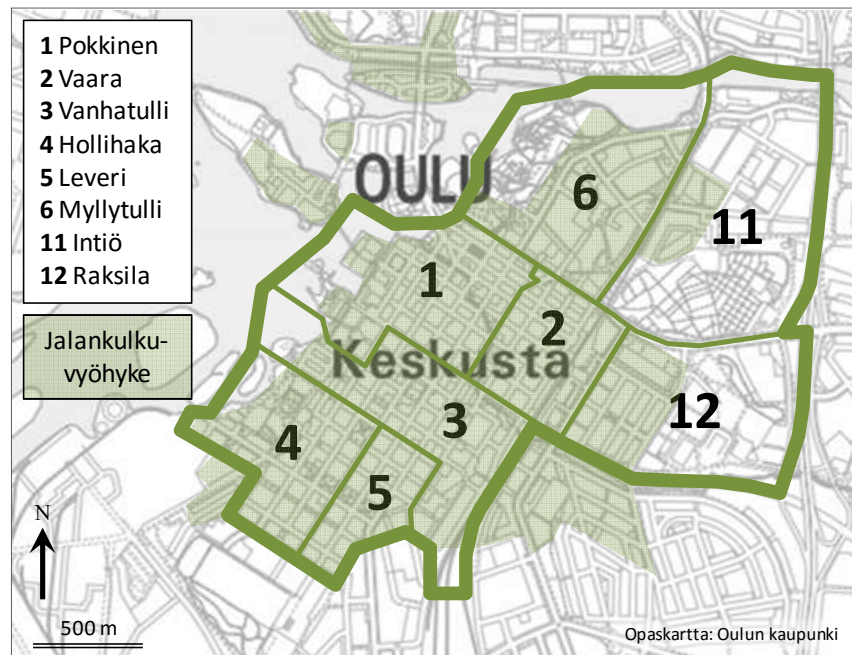 1 Pokkinen
2 Vaara
3 Vanhatulli
4 Hollihaka
5 Leveri
6 Myllytulli
11 Intiö
12 Raksila
Jalankulku-
vyöhyke
OULU
6
11
1
2
Keskusta
3
12
4
5
N
500 m
Opaskartta: Oulun kaupunki